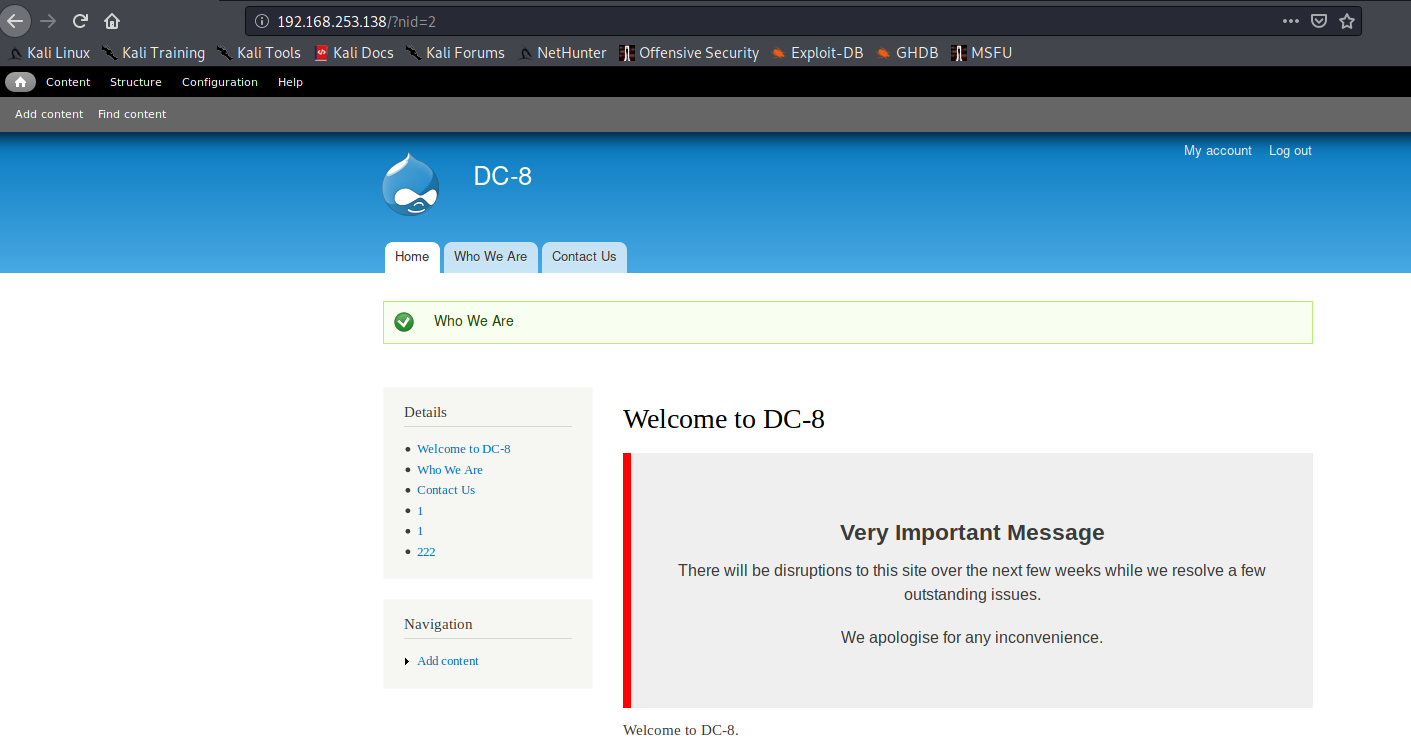 192.168.253.138/?nid=2
Kali Linux Kali Training Kali Tools Kali Docs Kali Forums NetHunter Offensive Security Exploit-DB GHDB MSFU
Content Structure Configuration Help
Add content Find content
My account Log out
DC-8
Home Who We Are Contact Us
Who We Are
Details
Welcome to DC-8
Who We Are
Contact Us
1
1
222
Navigation
Add content
Welcome to DC-8
Very Important Message
There will be disruptions to this site over the next few weeks while we resolve a few
outstanding issues.
We apologise for any inconvenience.
Welcome to DC-8.